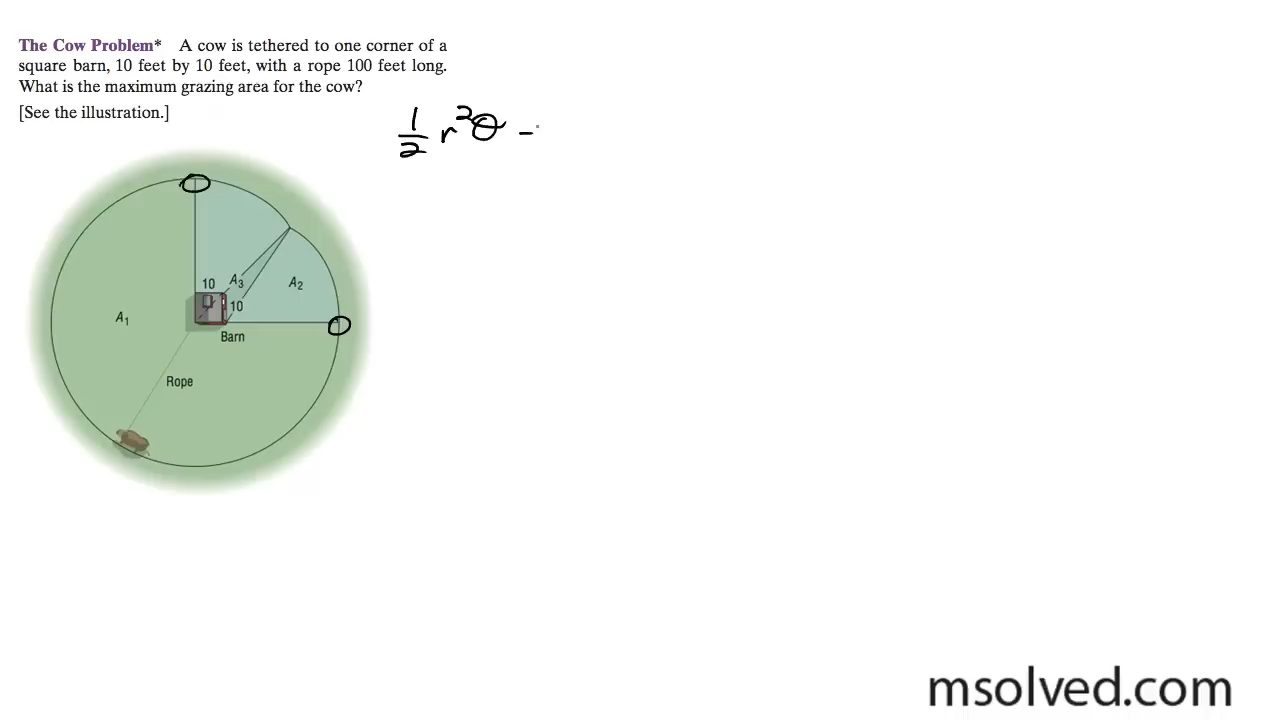 The Cow Problem* A cow is tethered to one corner of a
square barn, 10 feet by 10 feet, with a rope 100 feet long.
What is the maximum grazing area for the cow?
[See the illustration.]
1/2 r²θ -
10 A₃
A₂
10
A₁
Barn
Rope
msolved.com